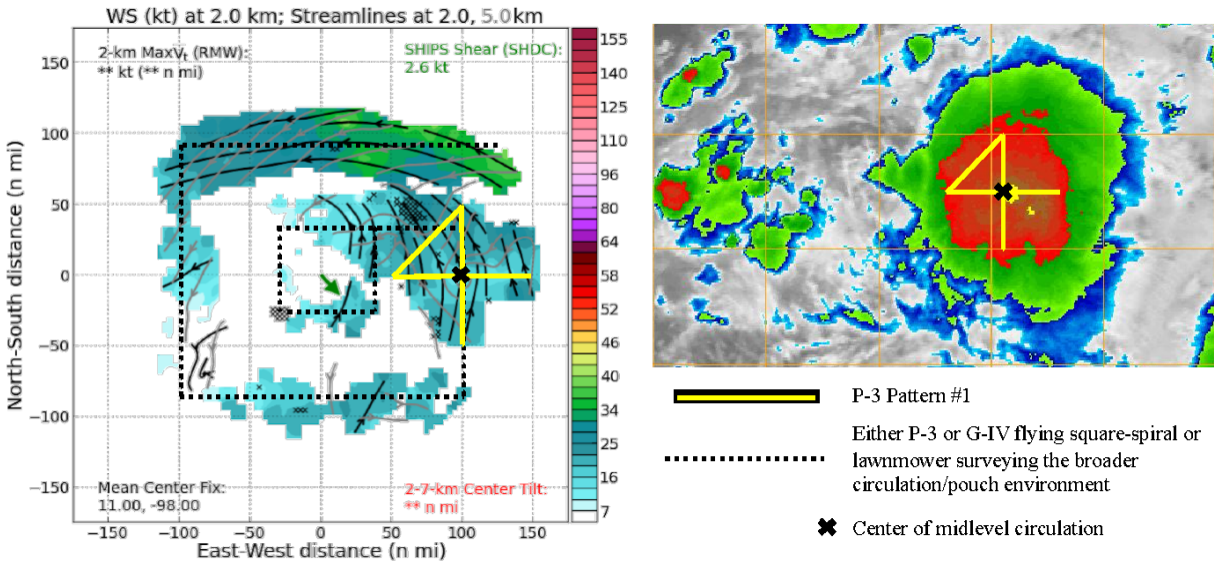 WS (kt) at 2.0 km; Streamlines at 2.0, 5.0km
2-km MaxVt (RMW):
** kt (** n mi)
SHIPS Shear (SHDC):
2.6 kt
North-South distance (n mi)
150
100
50
0
−50
−100
−150
Mean Center Fix:
11.00, -98.00
2-7-km Center Tilt:
** n mi
−150 −100 −50 0 50 100 150
East-West distance (n mi)
155
140
125
110
96
80
64
58
52
46
40
34
25
16
7
P-3 Pattern #1
Either P-3 or G-IV flying square-spiral or
lawnmower surveying the broader
circulation/pouch environment
Center of midlevel circulation